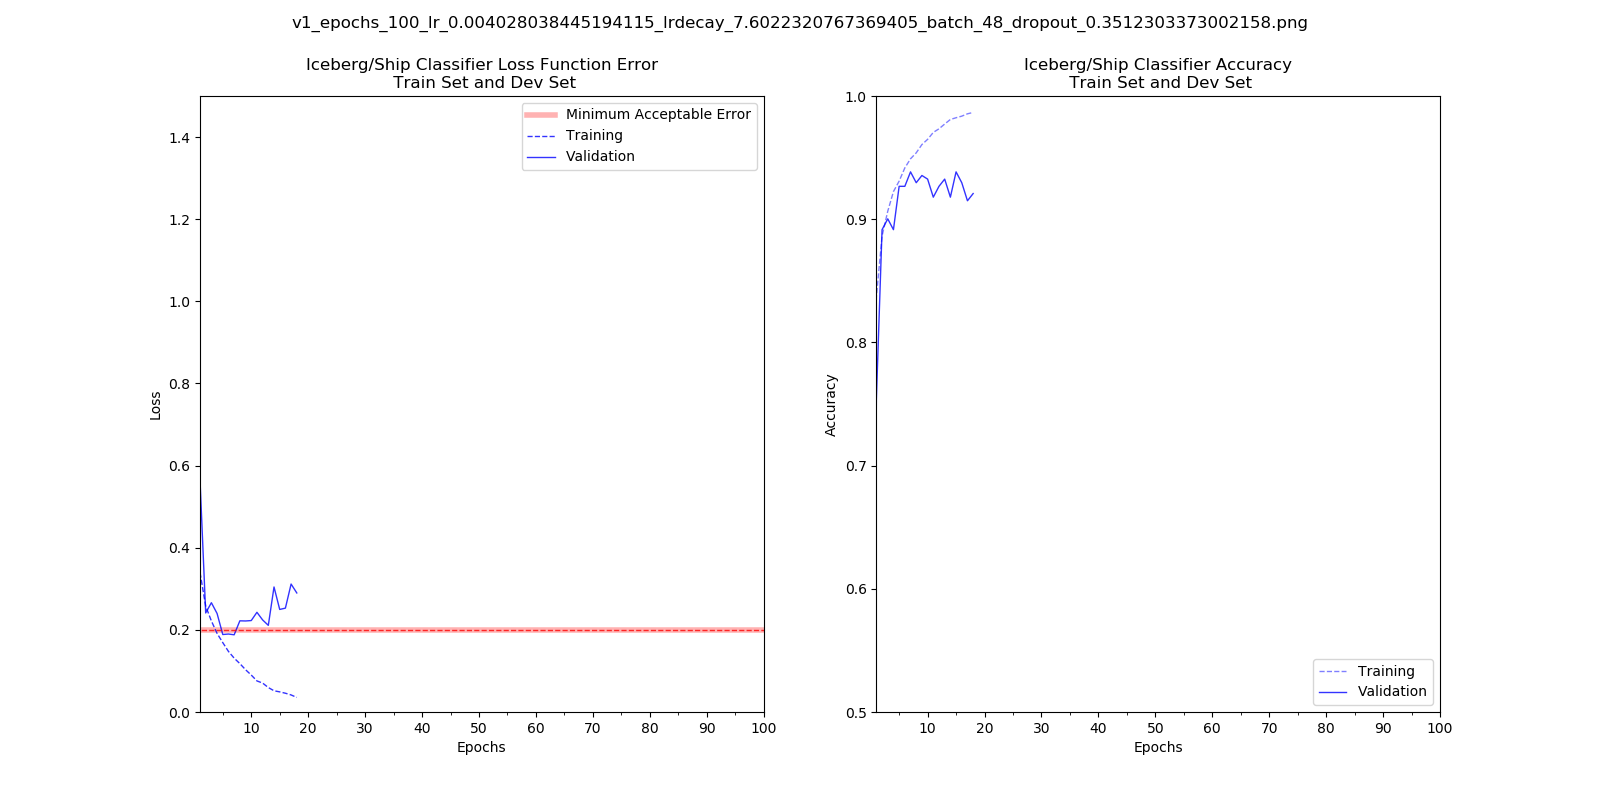 v1_epochs_100_lr_0.004028038445194115_lrdecay_7.6022320767369405_batch_48_dropout_0.3512303373002158.png
Iceberg/Ship Classifier Loss Function Error
Train Set and Dev Set
Minimum Acceptable Error
Training
Validation
1.4
1.2
1.0
0.8
0.6
0.4
0.2
0.0
Loss
10 20 30 40 50 60 70 80 90 100
Epochs
Iceberg/Ship Classifier Accuracy
Train Set and Dev Set
1.0
0.9
0.8
0.7
0.6
0.5
Accuracy
Training
Validation
10 20 30 40 50 60 70 80 90 100
Epochs